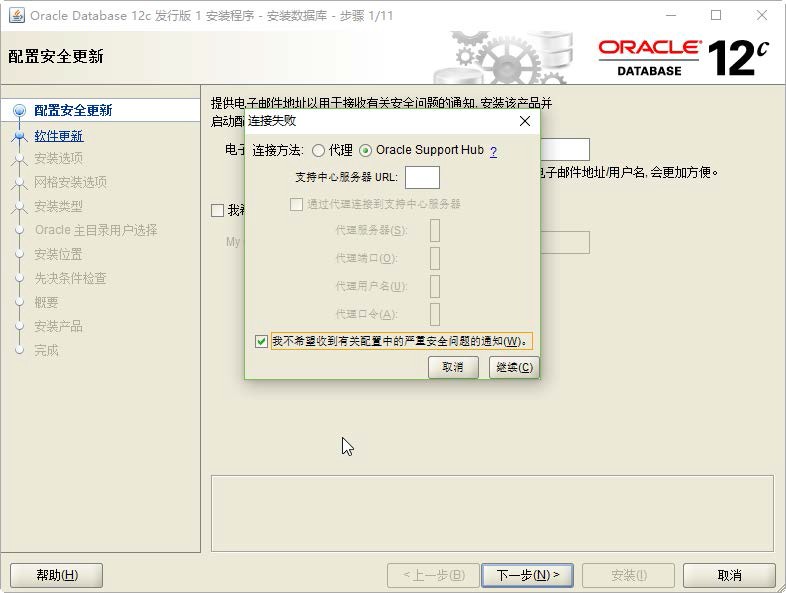 Oracle Database 12c 发行版 1 安装程序 - 安装数据库 - 步骤 1/11
配置安全更新
ORACLE
DATABASE
12c
配置安全更新
软件更新
安装选项
网格安装选项
安装类型
Oracle 主目录用户选择
安装位置
先决条件检查
概要
安装产品
完成
提供电子邮件地址以用于接收有关安全问题的通知, 安装该产品并
启动配
电子
电子邮件地址/用户名, 会更加方便。
我希
My
连接失败
连接方法: 代理 Oracle Support Hub ?
支持中心服务器 URL:
通过代理连接到支持中心服务器
代理服务器(S):
代理端口(O):
代理用户名(U):
代理口令(A):
我不希望收到有关配置中的严重安全问题的通知(W)。
取消 继续(C)
帮助(H) < 上一步(B) 下一步(N) > 安装(I) 取消